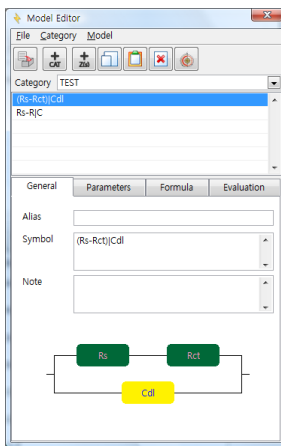 Model Editor
File Category Model
CAT Z(ω)
Category TEST
(Rs-Rct)|Cdl
Rs-R|C
General Parameters Formula Evaluation
Alias
Symbol (Rs-Rct)|Cdl
Note
Rs Rct
Cdl